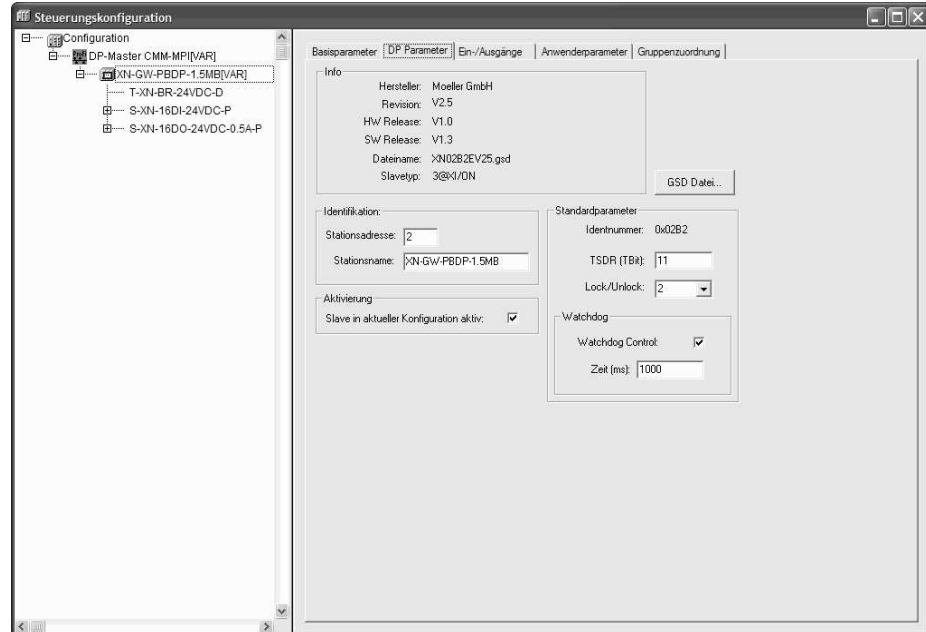 Steuerungskonfiguration
Configuration
DP-Master CMM-MPI[VAR]
XN-GW-PBDP-1.5MB[VAR]
T-XN-BR-24VDC-D
S-XN-16DI-24VDC-P
S-XN-16DO-24VDC-0.5A-P
Basisparameter DP Parameter Ein-/Ausgänge Anwenderparameter Gruppenzuordnung
Info
Hersteller: Moeller GmbH
Revision: V2.5
HW Release: V1.0
SW Release: V1.3
Dateiname: XN02B2EV25.gsd
Slavetyp: 3@XI/ON
GSD Datei...
Identifikation:
Stationsadresse: 2
Stationsname: XN-GW-PBDP-1.5MB
Aktivierung
Slave in aktueller Konfiguration aktiv:
Standardparameter
Identnummer: 0x02B2
TSDR (TBit): 11
Lock/Unlock: 2
Watchdog
Watchdog Control:
Zeit (ms): 1000